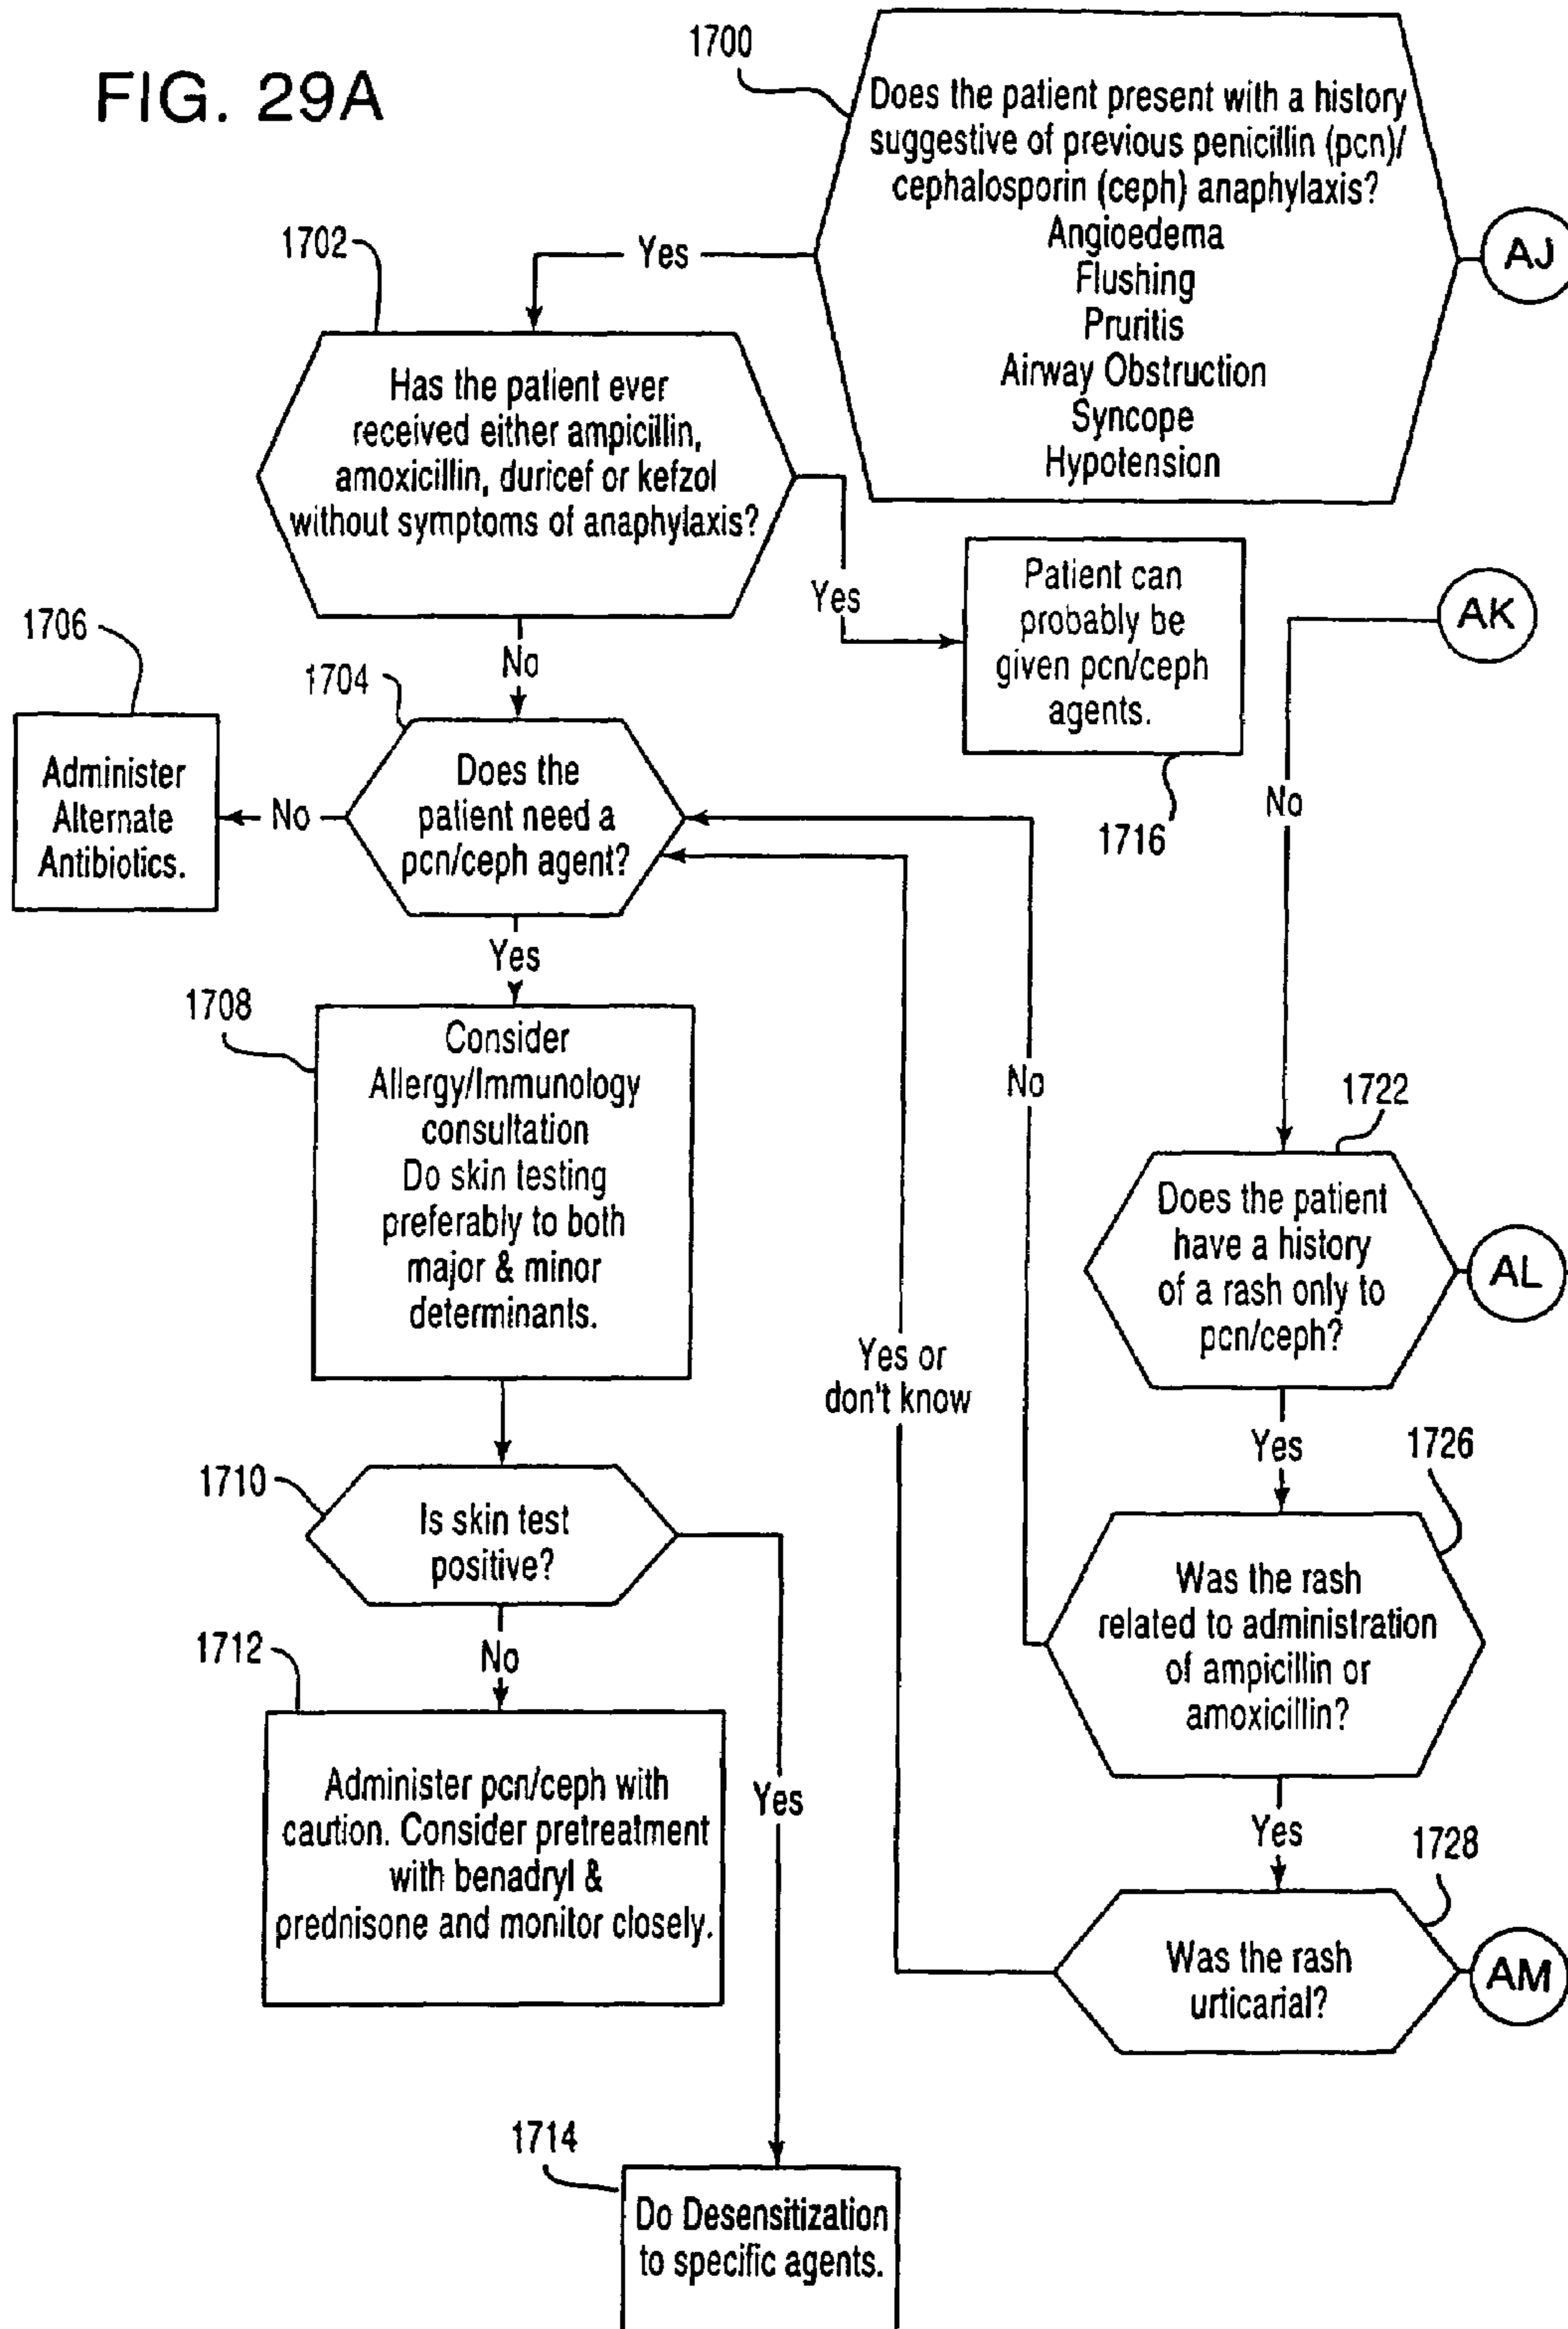 FIG. 29A
1700
Does the patient present with a history
suggestive of previous penicillin (pcn)/
cephalosporin (ceph) anaphylaxis?
Angioedema
Flushing
Pruritis
Airway Obstruction
Syncope
Hypotension
AJ
Yes
1702
Has the patient ever
received either ampicillin,
amoxicillin, duricef or kefzol
without symptoms of anaphylaxis?
Yes
Patient can
probably be
given pcn/ceph
agents.
1716
AK
No
No
1704
1706
Does the
patient need a
pcn/ceph agent?
No
Administer
Alternate
Antibiotics.
Yes
1708
Consider
Allergy/Immunology
consultation
Do skin testing
preferably to both
major & minor
determinants.
No
1722
Does the patient
have a history
of a rash only to
pcn/ceph?
AL
Yes or
don't know
Yes
1726
1710
Is skin test
positive?
Was the rash
related to administration
of ampicillin or
amoxicillin?
No
1712
Administer pcn/ceph with
caution. Consider pretreatment
with benadryl &
prednisone and monitor closely.
Yes
Yes
1728
Was the rash
urticarial?
AM
1714
Do Desensitization
to specific agents.